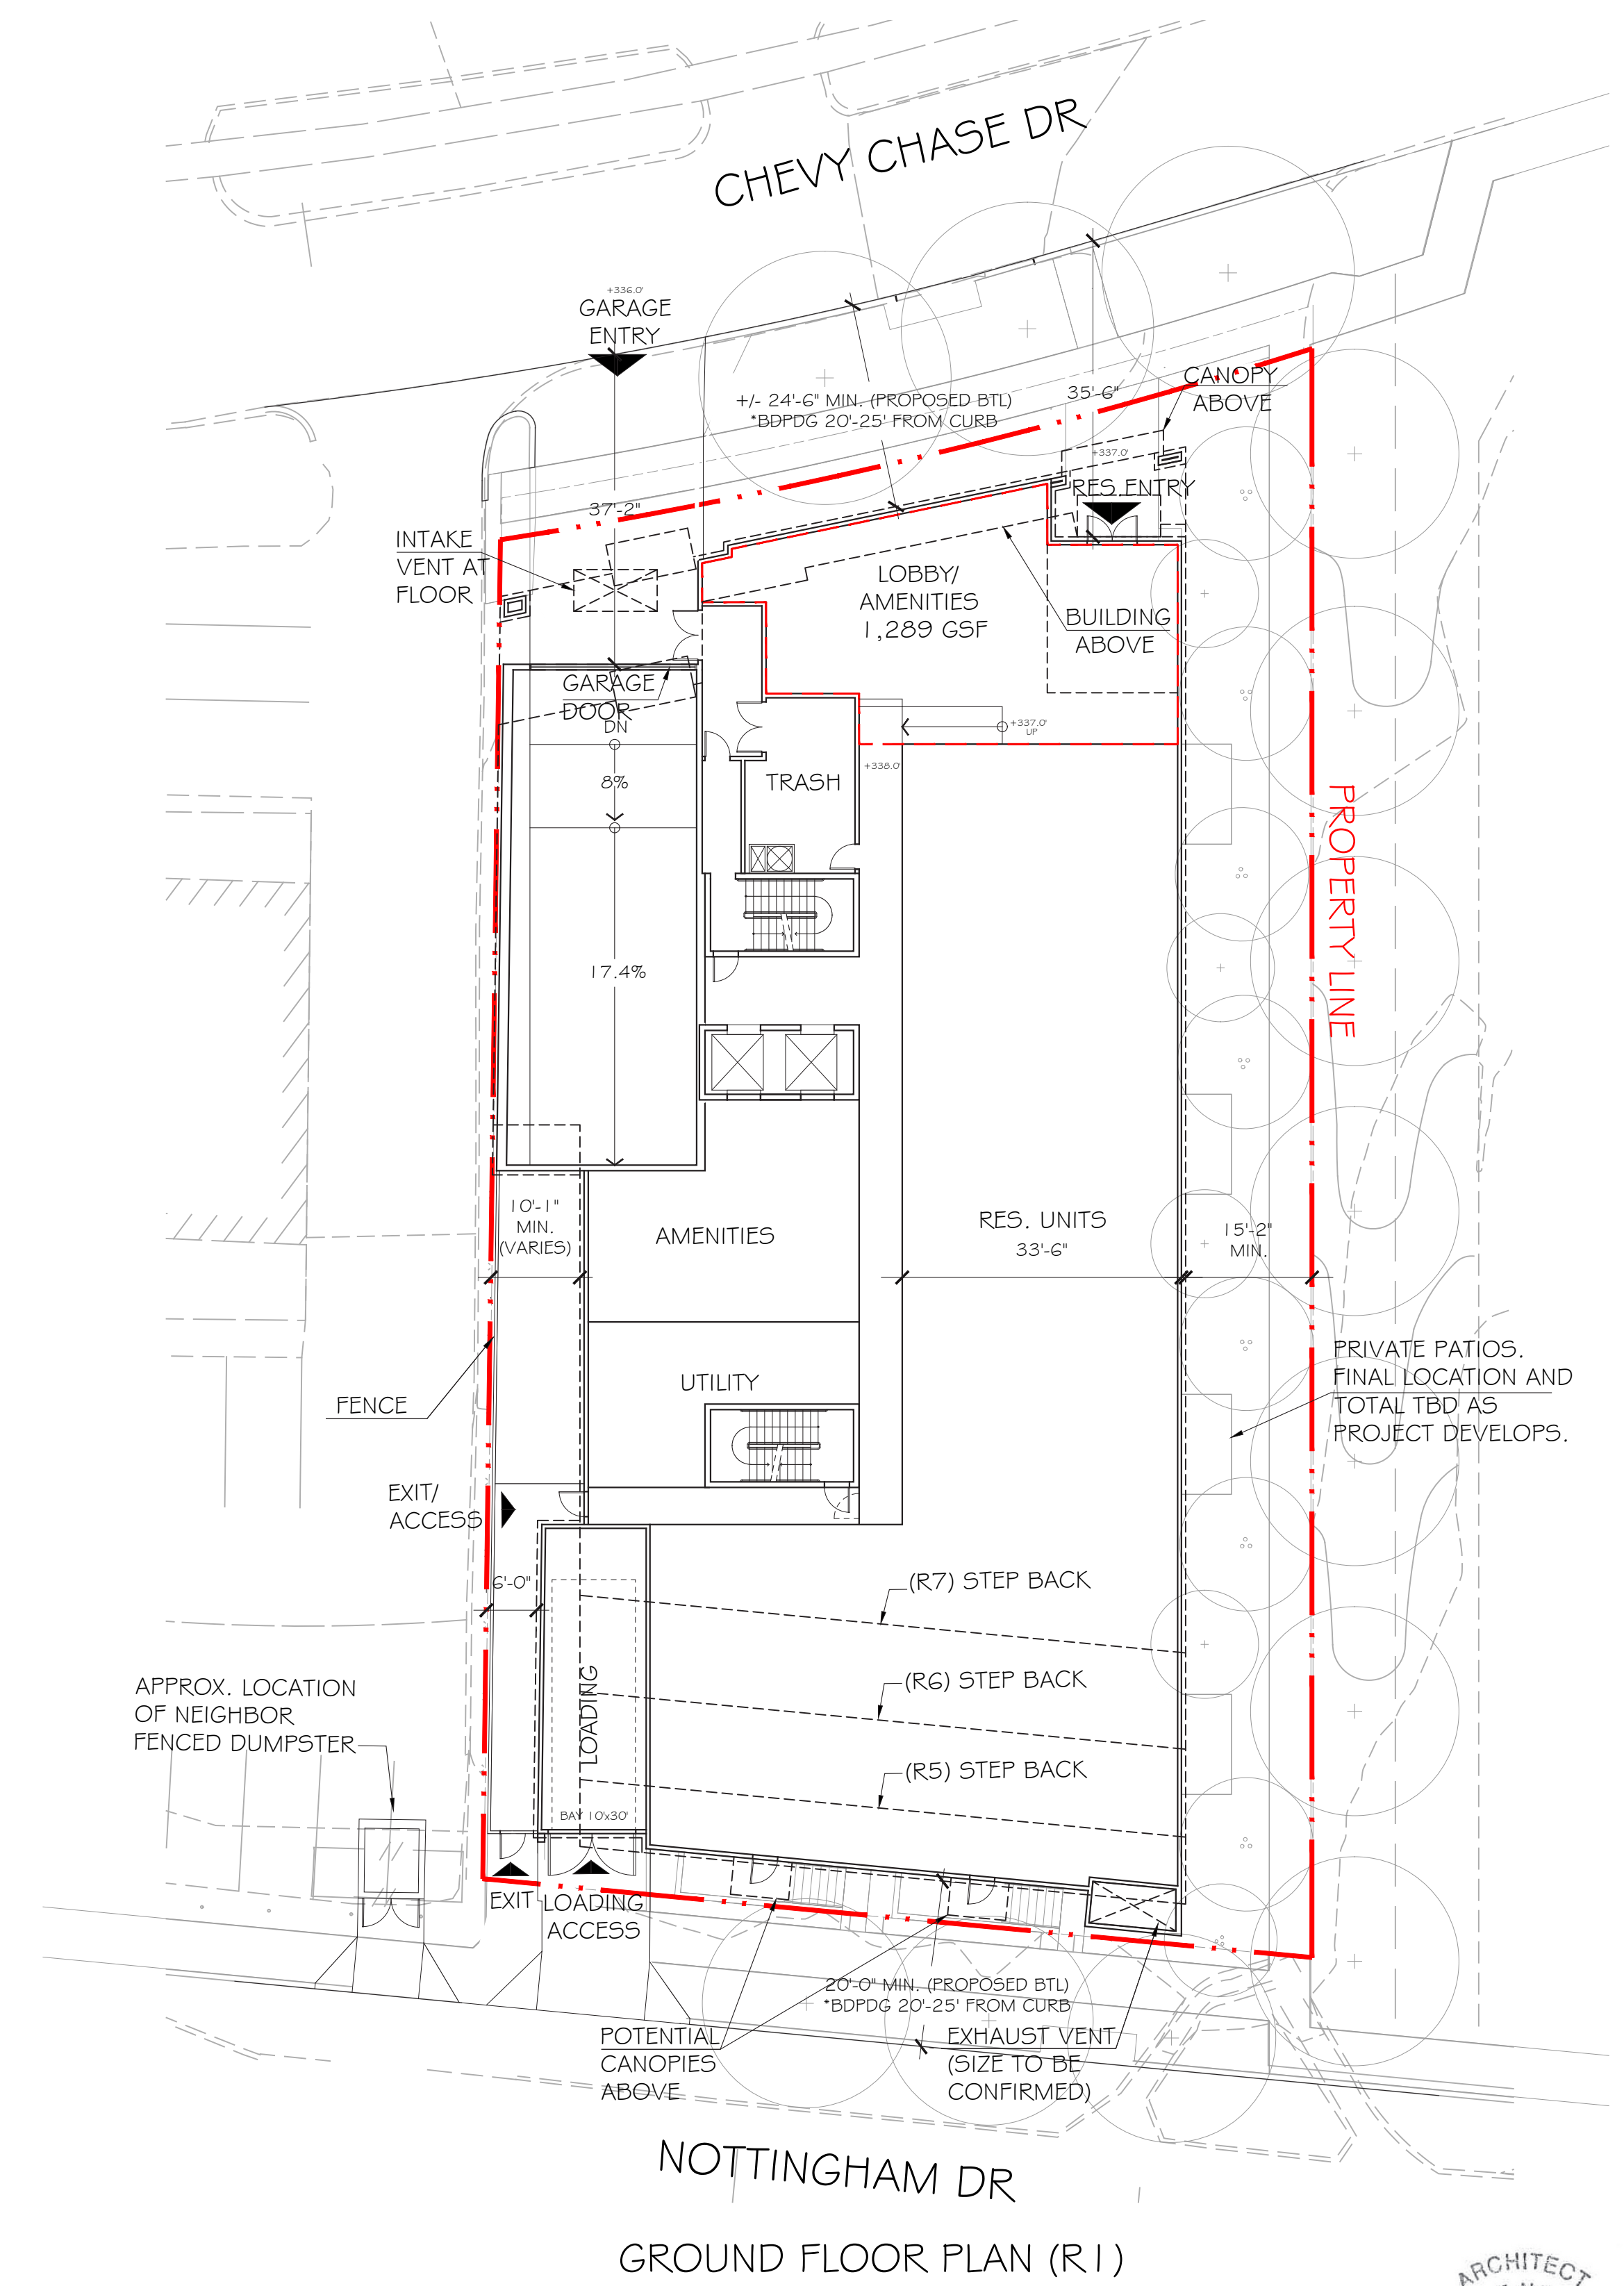 CHEVY CHASE DR
+336.0'
GARAGE
ENTRY
+/- 24'-6" MIN. (PROPOSED BTL)
*BDPDG 20'-25' FROM CURB
35'-6"
CANOPY
ABOVE
+337.0'
RES.ENTRY
37'-2"
INTAKE
VENT AT
FLOOR
LOBBY/
AMENITIES
1,289 GSF
BUILDING
ABOVE
GARAGE
DOOR
DN
+337.0'
UP
+338.0'
8%
TRASH
PROPERTY LINE
17.4%
10'-1"
MIN.
(VARIES)
AMENITIES
RES. UNITS
33'-6"
15'-2"
MIN.
FENCE
UTILITY
PRIVATE PATIOS.
FINAL LOCATION AND
TOTAL TBD AS
PROJECT DEVELOPS.
EXIT/
ACCESS
6'-0"
(R7) STEP BACK
LOADING
(R6) STEP BACK
APPROX. LOCATION
OF NEIGHBOR
FENCED DUMPSTER
(R5) STEP BACK
BAY 10'x30'
EXIT
LOADING
ACCESS
20'-0" MIN. (PROPOSED BTL)
*BDPDG 20'-25' FROM CURB
POTENTIAL
CANOPIES
ABOVE
EXHAUST VENT
(SIZE TO BE
CONFIRMED)
NOTTINGHAM DR
GROUND FLOOR PLAN (R1)
ARCHITECT